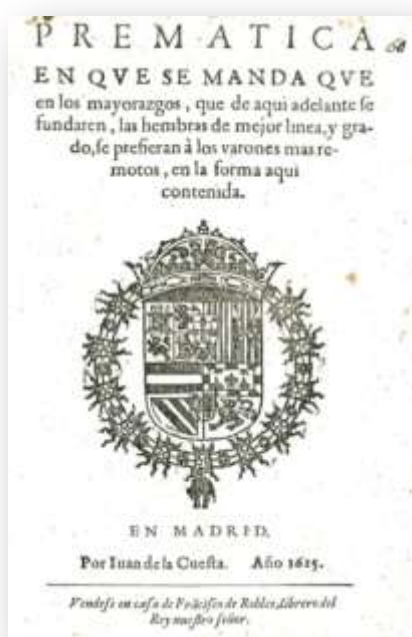 PREMATICA
EN QVE SE MANDA QVE
en los mayorazgos, que de aqui adelante se
fundaren, las hembras de mejor linea, y gra-
do, se prefieran à los varones mas re-
motos, en la forma aqui
contenida.
EN MADRID,
Por Iuan de la Cuesta. Año 1615.
Vendese en casa de Frãcisco de Robles, librero del
Rey nuestro señor.